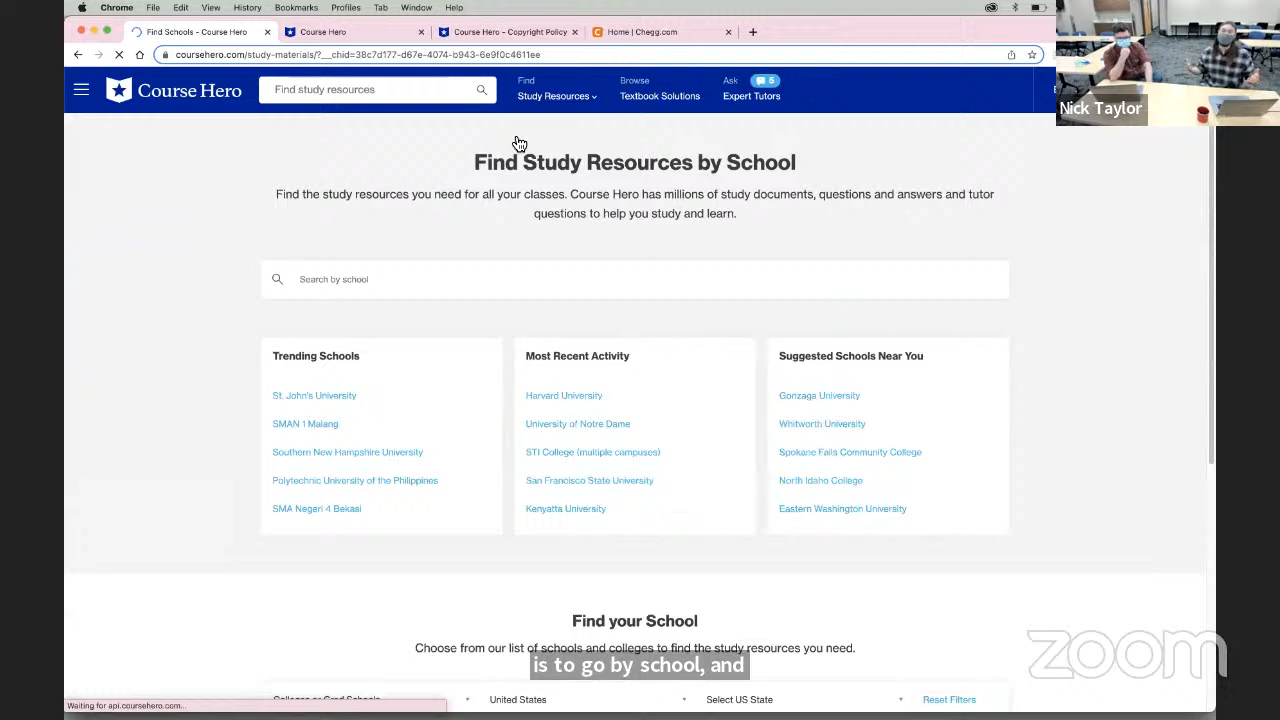 Chrome File Edit View History Bookmarks Profiles Tab Window Help
Find Schools - Course Hero
Course Hero
Course Hero - Copyright Policy
Home | Chegg.com
coursehero.com/study-materials/?__chid=38c7d177-d67e-4074-b943-6e9f0c4611ee
Course Hero
Find study resources
Find
Study Resources
Browse
Textbook Solutions
Ask
Expert Tutors
Nick Taylor
Find Study Resources by School
Find the study resources you need for all your classes. Course Hero has millions of study documents, questions and answers and tutor
questions to help you study and learn.
Search by school
Trending Schools
St. John's University
SMAN 1 Malang
Southern New Hampshire University
Polytechnic University of the Philippines
SMA Negeri 4 Bekasi
Most Recent Activity
Harvard University
University of Notre Dame
STI College (multiple campuses)
San Francisco State University
Kenyatta University
Suggested Schools Near You
Gonzaga University
Whitworth University
Spokane Falls Community College
North Idaho College
Eastern Washington University
Find your School
Choose from our list of schools and colleges to find the study resources you need.
is to go by school, and
Colleges or Grad Schools
United States
Select US State
Reset Filters
Waiting for api.coursehero.com...
zoom